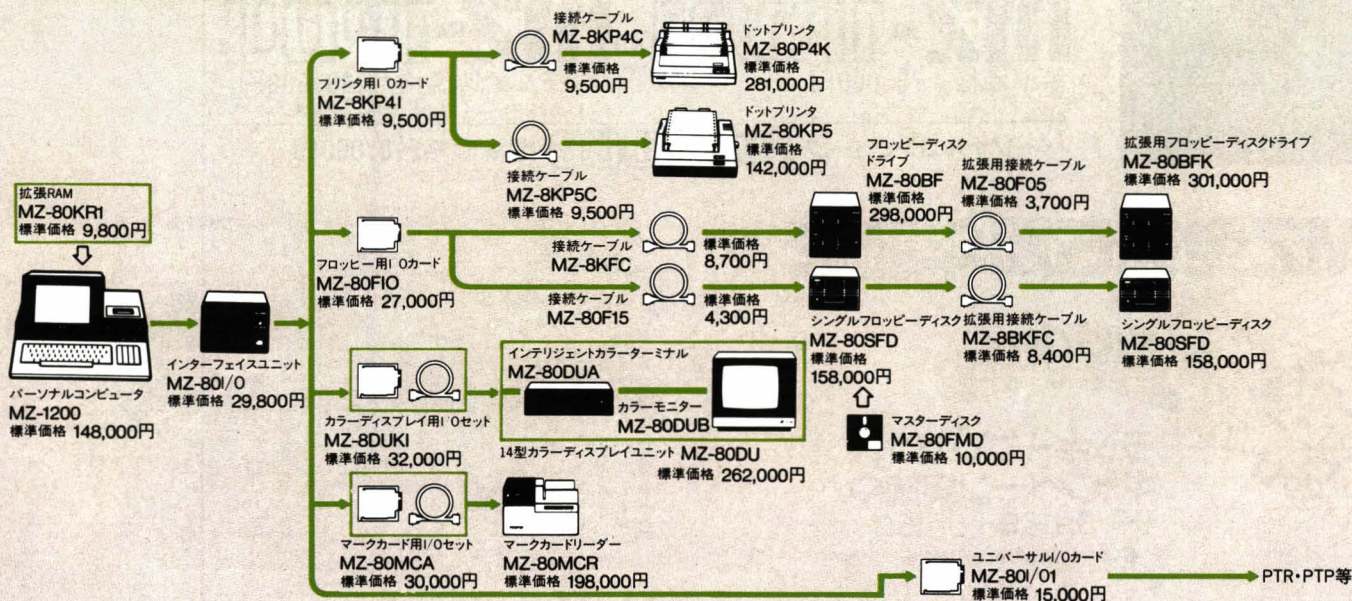 拡張RAM
MZ-80KR1
標準価格 9,800円
パーソナルコンピュータ
MZ-1200
標準価格 148,000円
インターフェイスユニット
MZ-80I/O
標準価格 29,800円
プリンタ用I/Oカード
MZ-8KP4I
標準価格 9,500円
接続ケーブル
MZ-8KP4C
標準価格
9,500円
ドットプリンタ
MZ-80P4K
標準価格
281,000円
接続ケーブル
MZ-8KP5C
標準価格 9,500円
ドットプリンタ
MZ-80KP5
標準価格
142,000円
フロッピー用I/Oカード
MZ-80FIO
標準価格 27,000円
接続ケーブル
MZ-8KFC
標準価格
8,700円
フロッピーディスク
ドライブ
MZ-80BF
標準価格
298,000円
拡張用接続ケーブル
MZ-80F05
標準価格 3,700円
拡張用フロッピーディスクドライブ
MZ-80BFK
標準価格 301,000円
接続ケーブル
MZ-80F15
標準価格
4,300円
シングルフロッピーディスク
MZ-80SFD
標準価格
158,000円
拡張用接続ケーブル
MZ-8BKFC
標準価格 8,400円
シングルフロッピーディスク
MZ-80SFD
標準価格 158,000円
マスターディスク
MZ-80FMD
標準価格 10,000円
カラーディスプレイ用I/Oセット
MZ-8DUKI
標準価格 32,000円
インテリジェントカラーターミナル
MZ-80DUA
カラーモニター
MZ-80DUB
14型カラーディスプレイユニット MZ-80DU
標準価格 262,000円
マークカード用I/Oセット
MZ-80MCA
標準価格 30,000円
マークカードリーダー
MZ-80MCR
標準価格 198,000円
ユニバーサルI/Oカード
MZ-80I/01
標準価格 15,000円
PTR・PTP等